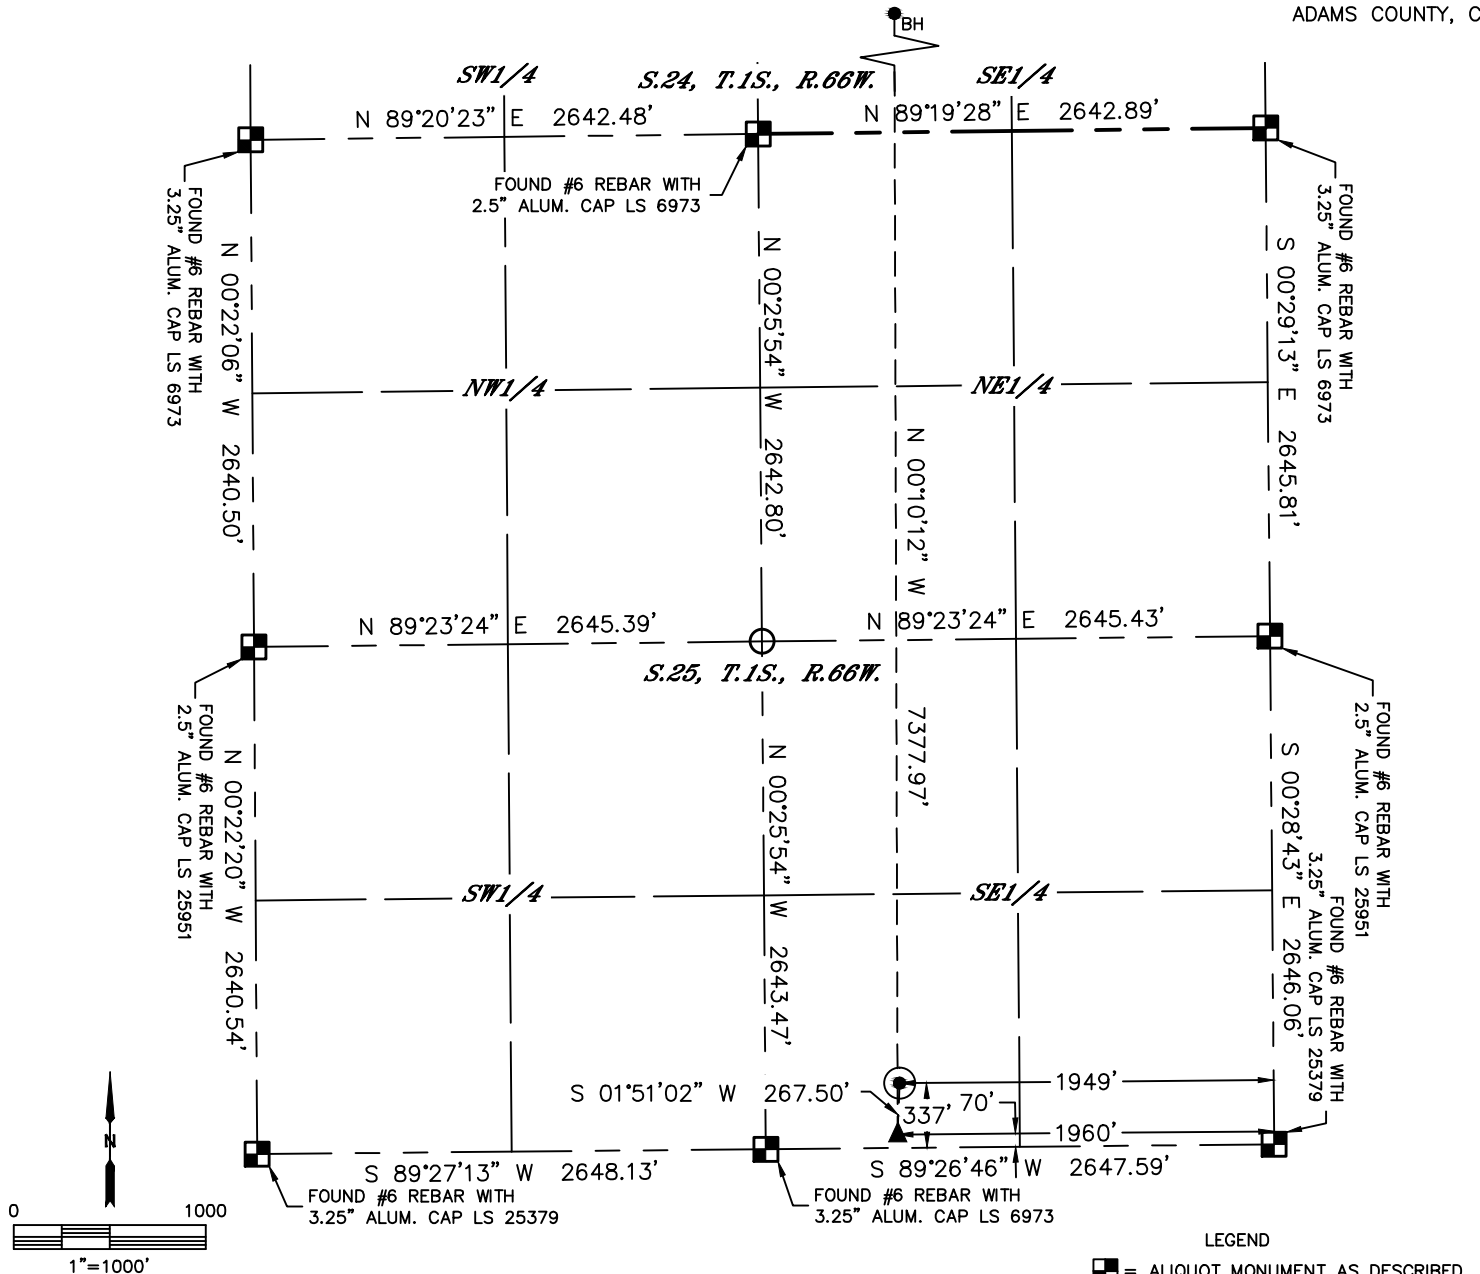 ADAMS COUNTY, C
BH
SW1/4
S.24, T.1S., R.66W.
SE1/4
N 89°20'23" E 2642.48'
N 89°19'28" E 2642.89'
FOUND #6 REBAR WITH
3.25" ALUM. CAP LS 6973
FOUND #6 REBAR WITH
2.5" ALUM. CAP LS 6973
FOUND #6 REBAR WITH
3.25" ALUM. CAP LS 6973
N 00°22'06" W 2640.50'
N 00°25'54" W 2642.80'
S 00°29'13" E 2645.81'
NW1/4
NE1/4
N 00°10'12" W 7377.97'
N 89°23'24" E 2645.39'
N 89°23'24" E 2645.43'
S.25, T.1S., R.66W.
FOUND #6 REBAR WITH
2.5" ALUM. CAP LS 25951
FOUND #6 REBAR WITH
2.5" ALUM. CAP LS 25951
N 00°22'20" W 2640.54'
N 00°25'54" W 2643.47'
S 00°28'43" E 2646.06'
SW1/4
SE1/4
FOUND #6 REBAR WITH
3.25" ALUM. CAP LS 25379
S 01°51'02" W 267.50'
1949'
337'
70'
1960'
N
S 89°27'13" W 2648.13'
S 89°26'46" W 2647.59'
FOUND #6 REBAR WITH
3.25" ALUM. CAP LS 25379
FOUND #6 REBAR WITH
3.25" ALUM. CAP LS 6973
0 1000
1"=1000'
LEGEND
= ALIQUOT MONUMENT AS DESCRIBED